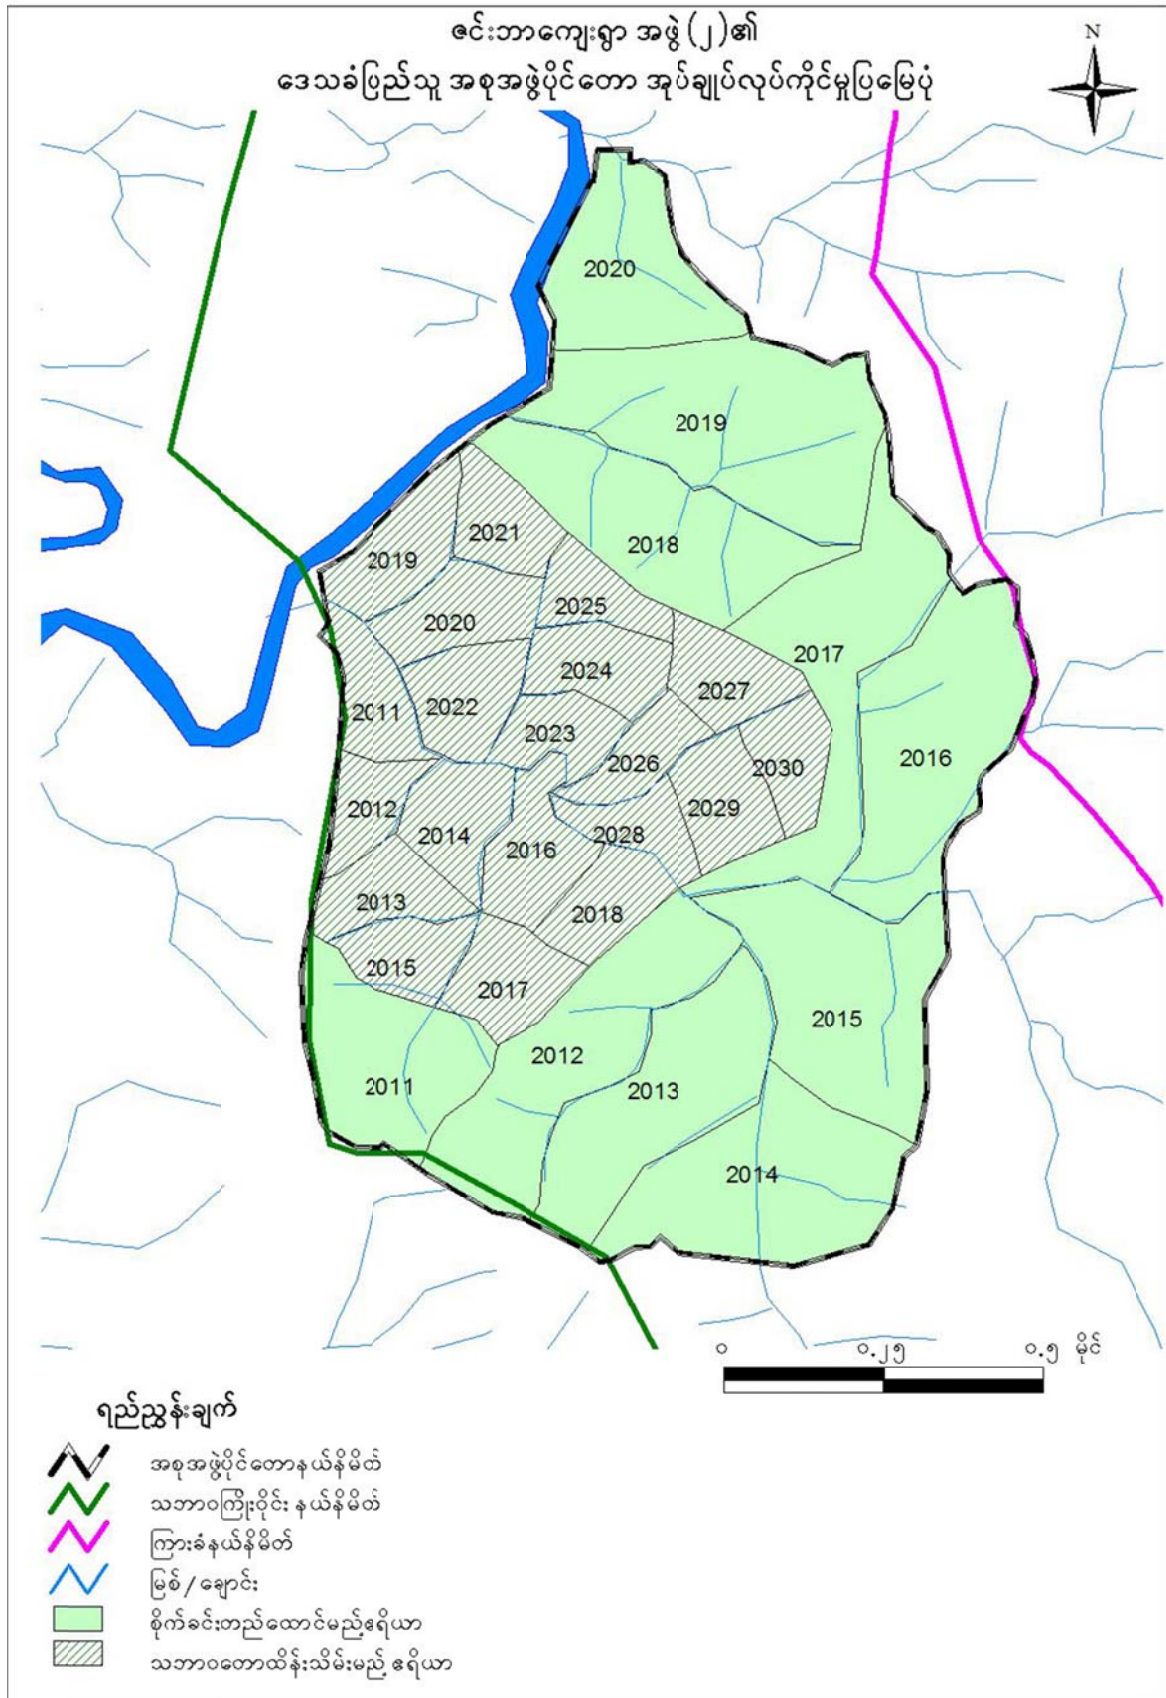 ဇင်းဘာကျေးရွာ အဖွဲ့(၂)၏
ဒေသခံပြည်သူ အစုအဖွဲ့ပိုင်တော အုပ်ချုပ်လုပ်ကိုင်မှုပြမြေပုံ
N
2020
2019
2018
2021
2019
2025
2020
2024
2017
2027
2022
2011
2023
2016
2026
2030
2012
2029
2014
2028
2016
2013
2018
2015
2017
2015
2012
2011
2013
2014
၀ ၀.၂၅ ၀.၅ မိုင်
ရည်ညွှန်းချက်
အစုအဖွဲ့ပိုင်တောနယ်နိမိတ်
သဘာဝကြိုးဝိုင်း နယ်နိမိတ်
ကြားခံနယ်နိမိတ်
မြစ်/ချောင်း
စိုက်ခင်းတည်ထောင်မည့်ဧရိယာ
သဘာဝတောထိန်းသိမ်းမည့် ဧရိယာ